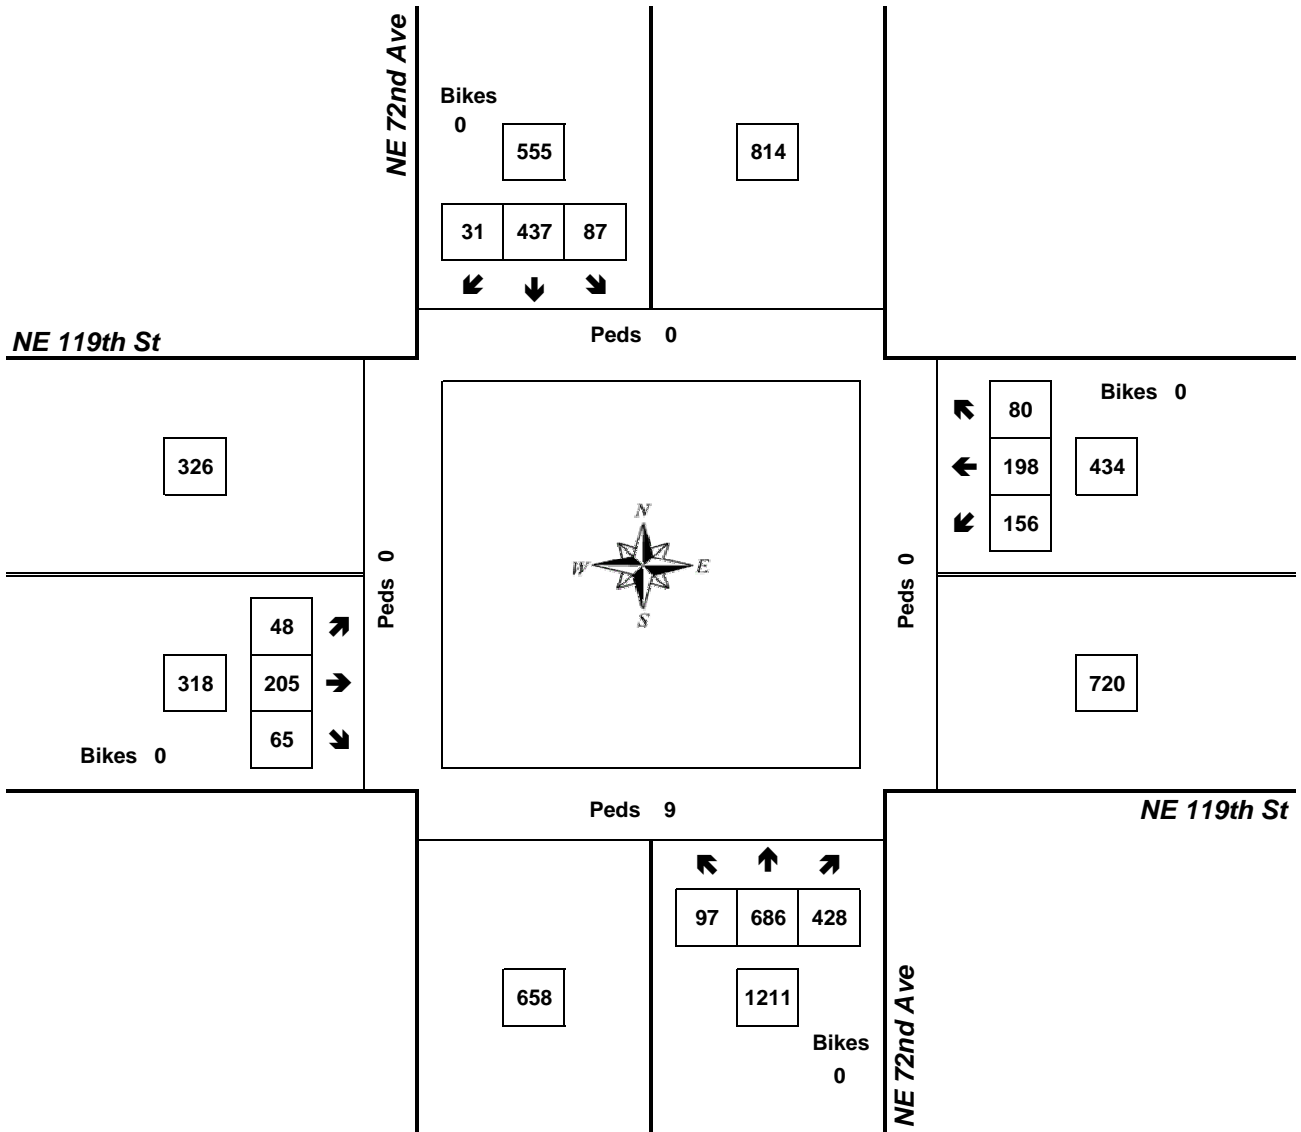 NE 72nd Ave
Bikes
0
555
814
31 437 87
Peds 0
NE 119th St
80
Bikes 0
326
198
434
156
N
W E
S
Peds 0
Peds 0
48
318
205
720
65
Bikes 0
Peds 9
NE 119th St
97 686 428
658
1211
Bikes
0
NE 72nd Ave